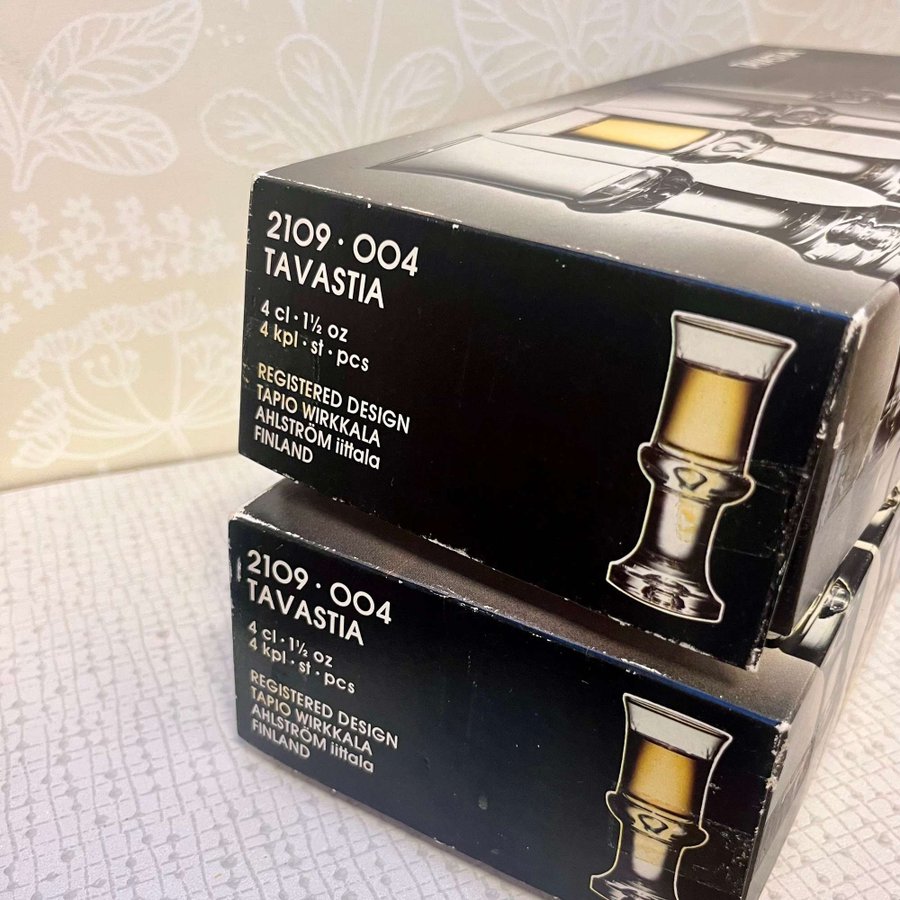 2109 · 004
TAVASTIA
4 cl · 1½ oz
4 kpl · st · pcs
REGISTERED DESIGN
TAPIO WIRKKALA
AHLSTRÖM iittala
FINLAND
2109 · 004
TAVASTIA
4 cl · 1½ oz
4 kpl · st · pcs
REGISTERED DESIGN
TAPIO WIRKKALA
AHLSTRÖM iittala
FINLAND